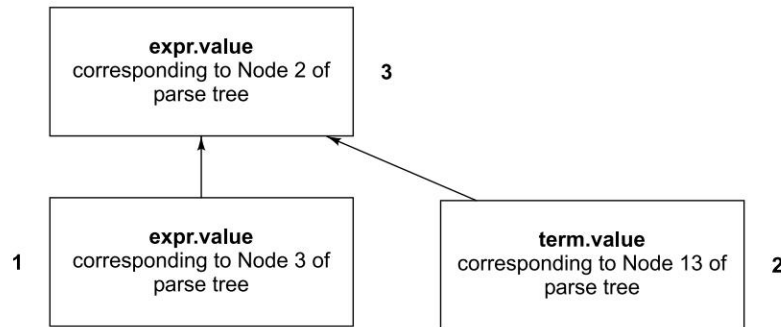 expr.value
corresponding to Node 2 of
parse tree
3
1
expr.value
corresponding to Node 3 of
parse tree
term.value
corresponding to Node 13 of
parse tree
2